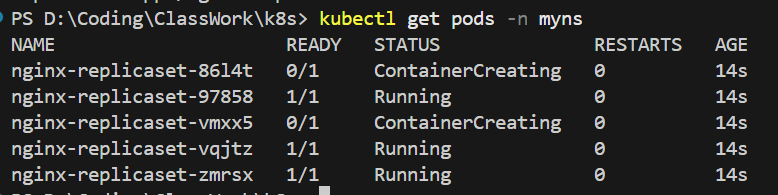 PS D:\Coding\ClassWork\k8s> kubectl get pods -n myns
NAME READY STATUS RESTARTS AGE
nginx-replicaset-86l4t 0/1 ContainerCreating 0 14s
nginx-replicaset-97858 1/1 Running 0 14s
nginx-replicaset-vmxx5 0/1 ContainerCreating 0 14s
nginx-replicaset-vqjtz 1/1 Running 0 14s
nginx-replicaset-zmrsx 1/1 Running 0 14s